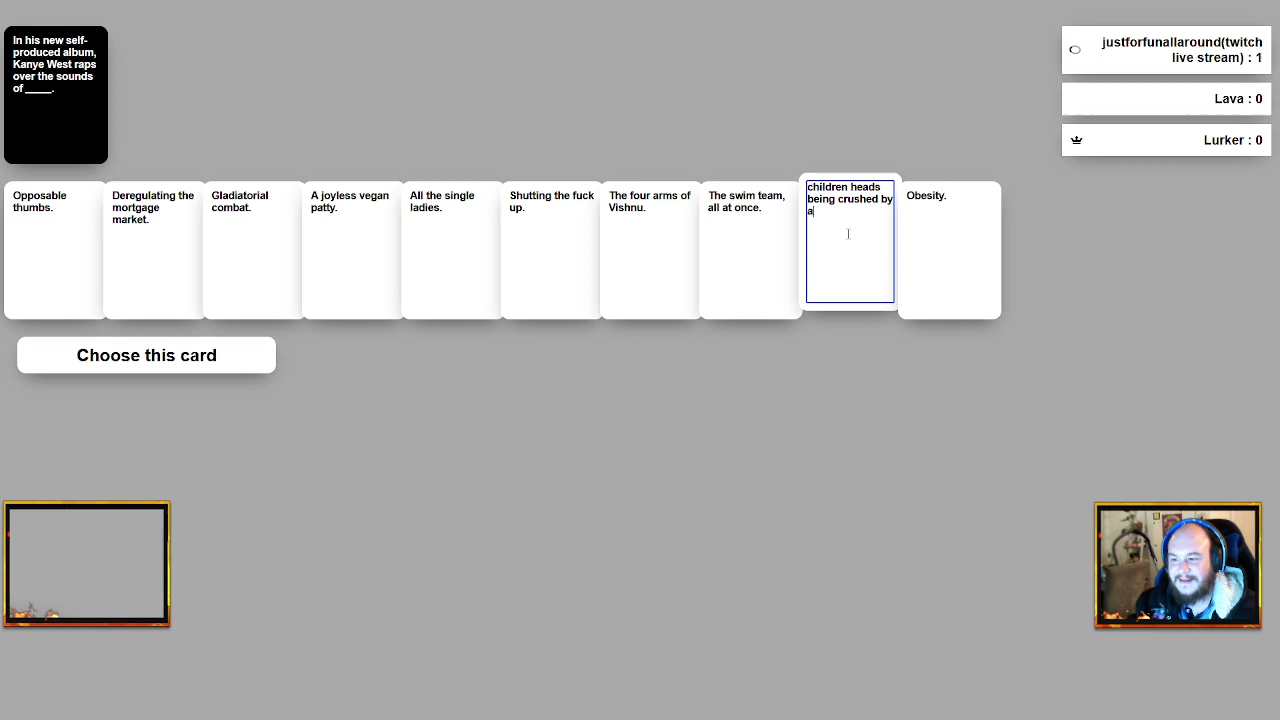 In his new self-
produced album,
Kanye West raps
over the sounds
of _____.
justforfunallaround(twitch
live stream) : 1
Lava : 0
Lurker : 0
Opposable
thumbs.
Deregulating the
mortgage
market.
Gladiatorial
combat.
A joyless vegan
patty.
All the single
ladies.
Shutting the fuck
up.
The four arms of
Vishnu.
The swim team,
all at once.
children heads
being crushed by
a
Obesity.
Choose this card